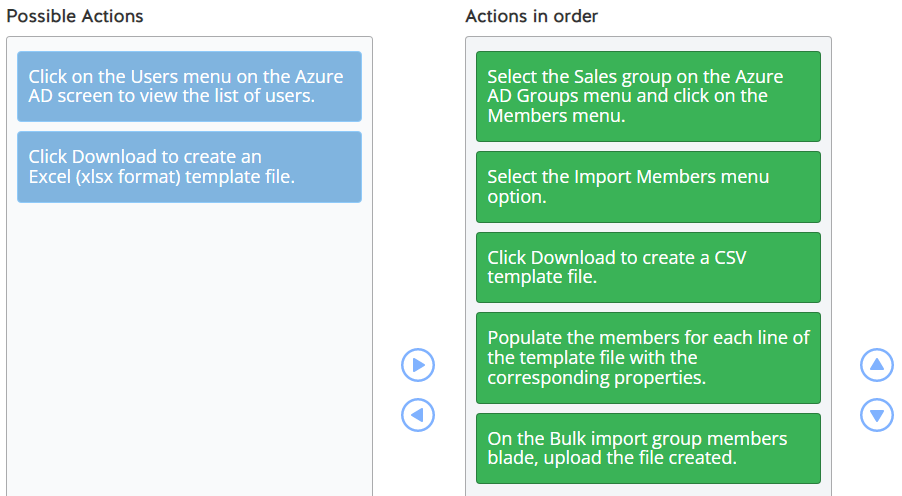 Possible Actions
Click on the Users menu on the Azure
AD screen to view the list of users.
Click Download to create an
Excel (xlsx format) template file.
Actions in order
Select the Sales group on the Azure
AD Groups menu and click on the
Members menu.
Select the Import Members menu
option.
Click Download to create a CSV
template file.
Populate the members for each line of
the template file with the
corresponding properties.
On the Bulk import group members
blade, upload the file created.